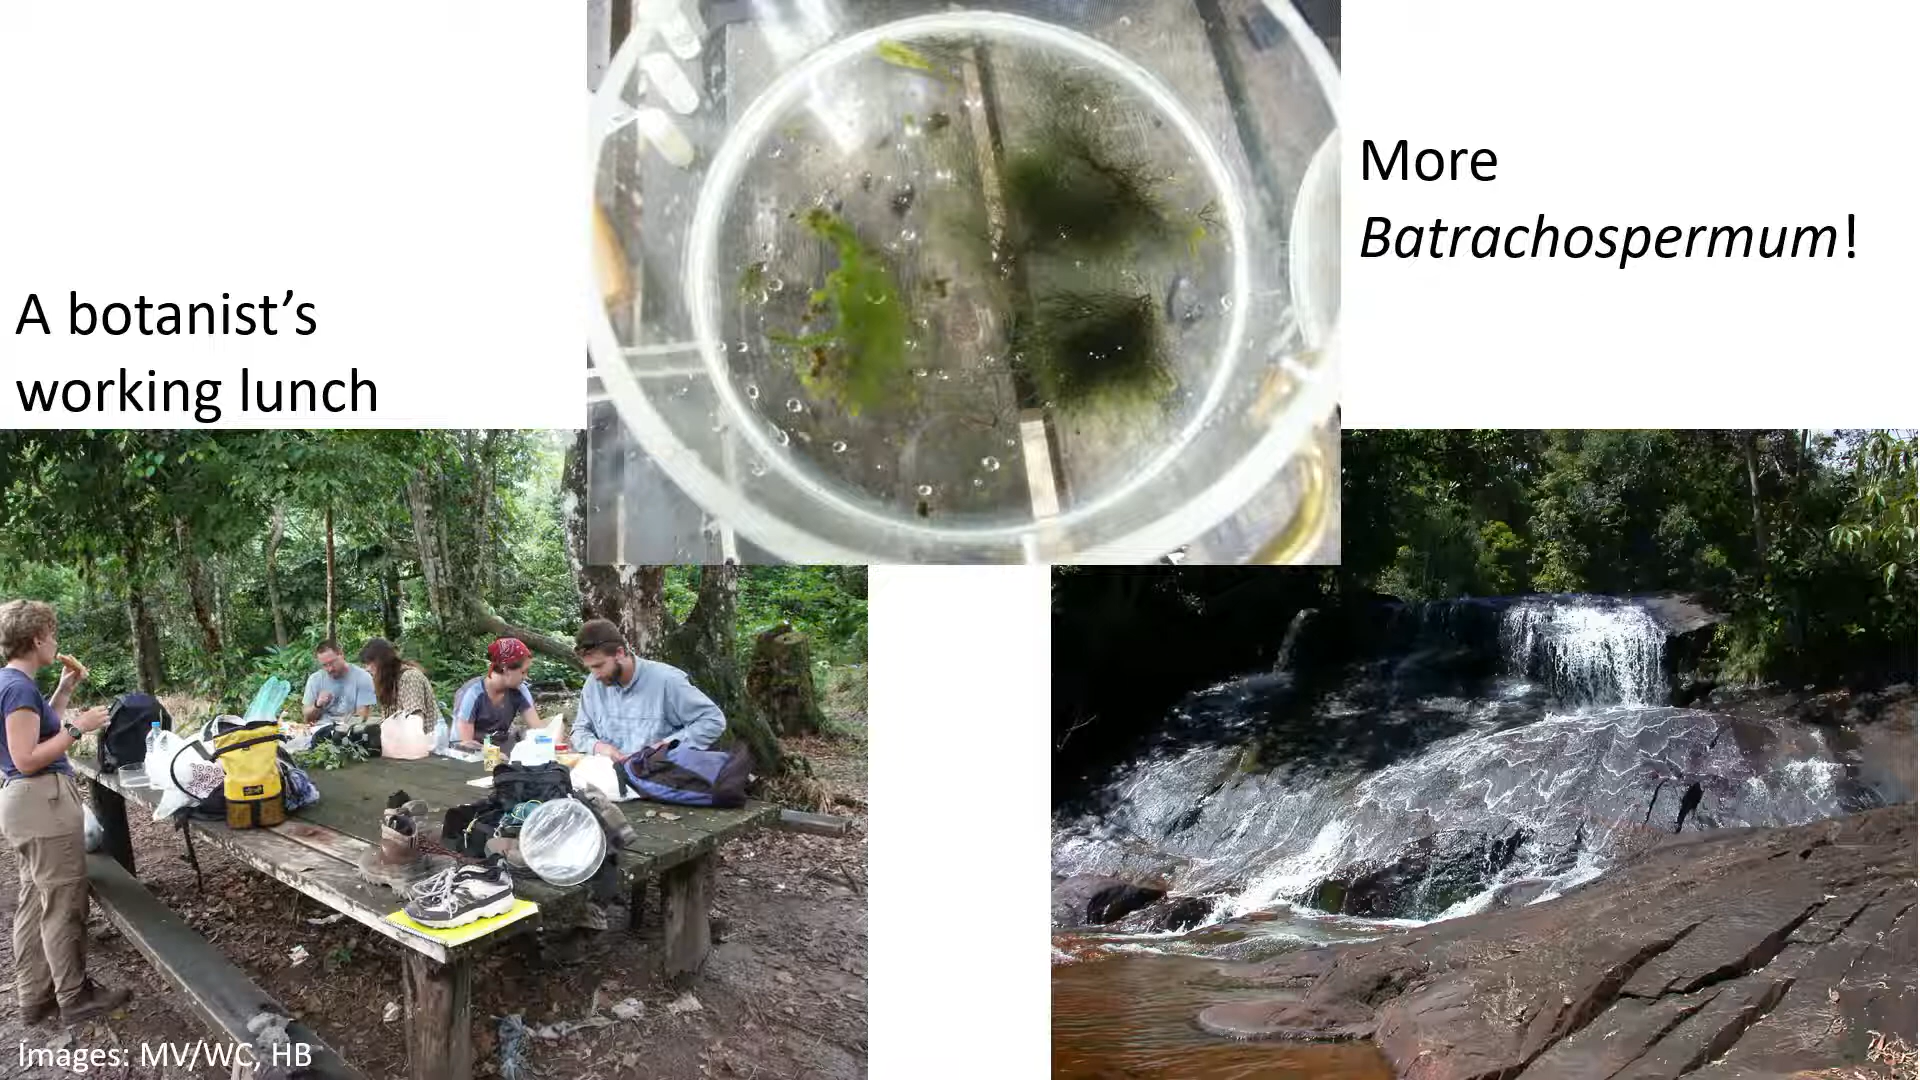 A botanist’s
working lunch
More
Batrachospermum!
Images: MV/WC, HB